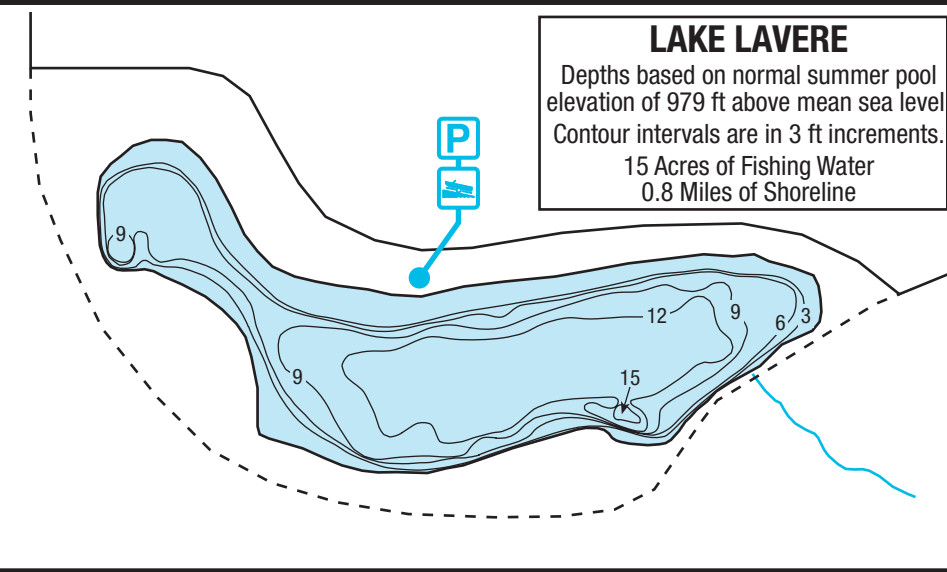 LAKE LAVERE
Depths based on normal summer pool
elevation of 979 ft above mean sea level
Contour intervals are in 3 ft increments.
15 Acres of Fishing Water
0.8 Miles of Shoreline
P
9
12
9
6
3
9
15